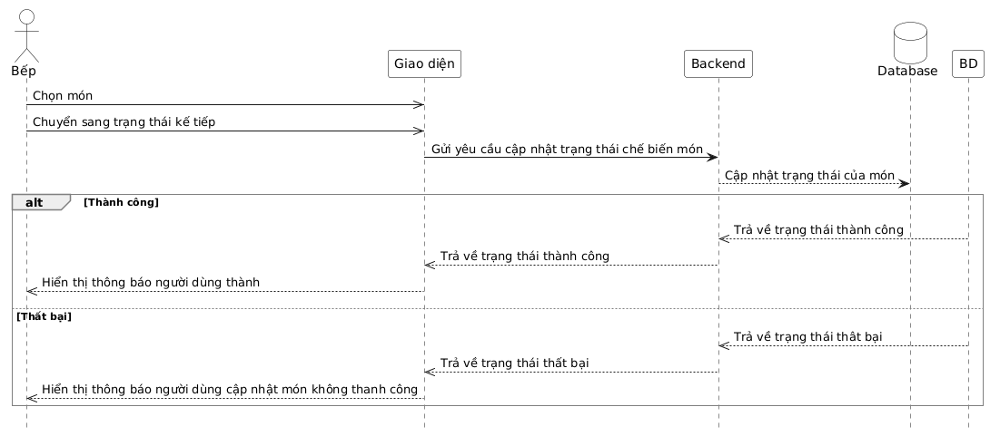 Bếp
Giao diện
Backend
Database
BD
Chọn món
Chuyển sang trạng thái kế tiếp
Gửi yêu cầu cập nhật trạng thái chế biến món
Cập nhật trạng thái của món
alt [Thành công]
Trả về trạng thái thành công
Trả về trạng thái thành công
Hiển thị thông báo người dùng thành
[Thất bại]
Trả về trạng thái thât bại
Trả về trạng thái thất bại
Hiển thị thông báo người dùng cập nhật món không thanh công